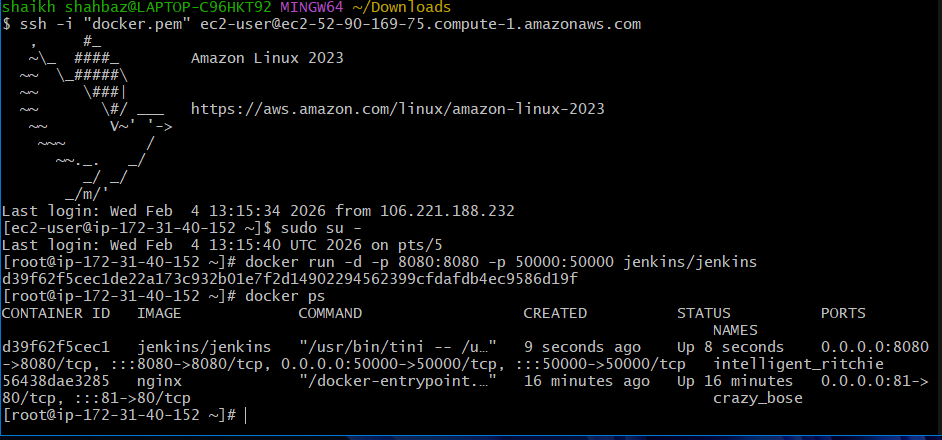 shaikh shahbaz@LAPTOP-C96HKT92 MINGW64 ~/Downloads
$ ssh -i "docker.pem" ec2-user@ec2-52-90-169-75.compute-1.amazonaws.com
   ,     #_
   ~\_  ####_        Amazon Linux 2023
  ~~  \_#####\
  ~~     \###|
  ~~       \#/ ___   https://aws.amazon.com/linux/amazon-linux-2023
   ~~       V~' '->
    ~~~         /
      ~~._.   _/
         _/ _/
       _/m/'
Last login: Wed Feb  4 13:15:34 2026 from 106.221.188.232
[ec2-user@ip-172-31-40-152 ~]$ sudo su -
Last login: Wed Feb  4 13:15:40 UTC 2026 on pts/5
[root@ip-172-31-40-152 ~]# docker run -d -p 8080:8080 -p 50000:50000 jenkins/jenkins
d39f62f5cec1de22a173c932b01e7f2d14902294562399cfdafdb4ec9586d19f
[root@ip-172-31-40-152 ~]# docker ps
CONTAINER ID   IMAGE             COMMAND                  CREATED          STATUS          PORTS
                                                                               NAMES
d39f62f5cec1   jenkins/jenkins   "/usr/bin/tini -- /u…"   9 seconds ago    Up 8 seconds    0.0.0.0:8080
->8080/tcp, :::8080->8080/tcp, 0.0.0.0:50000->50000/tcp, :::50000->50000/tcp   intelligent_ritchie
56438dae3285   nginx             "/docker-entrypoint.…"   16 minutes ago   Up 16 minutes   0.0.0.0:81->
80/tcp, :::81->80/tcp                                                          crazy_bose
[root@ip-172-31-40-152 ~]#